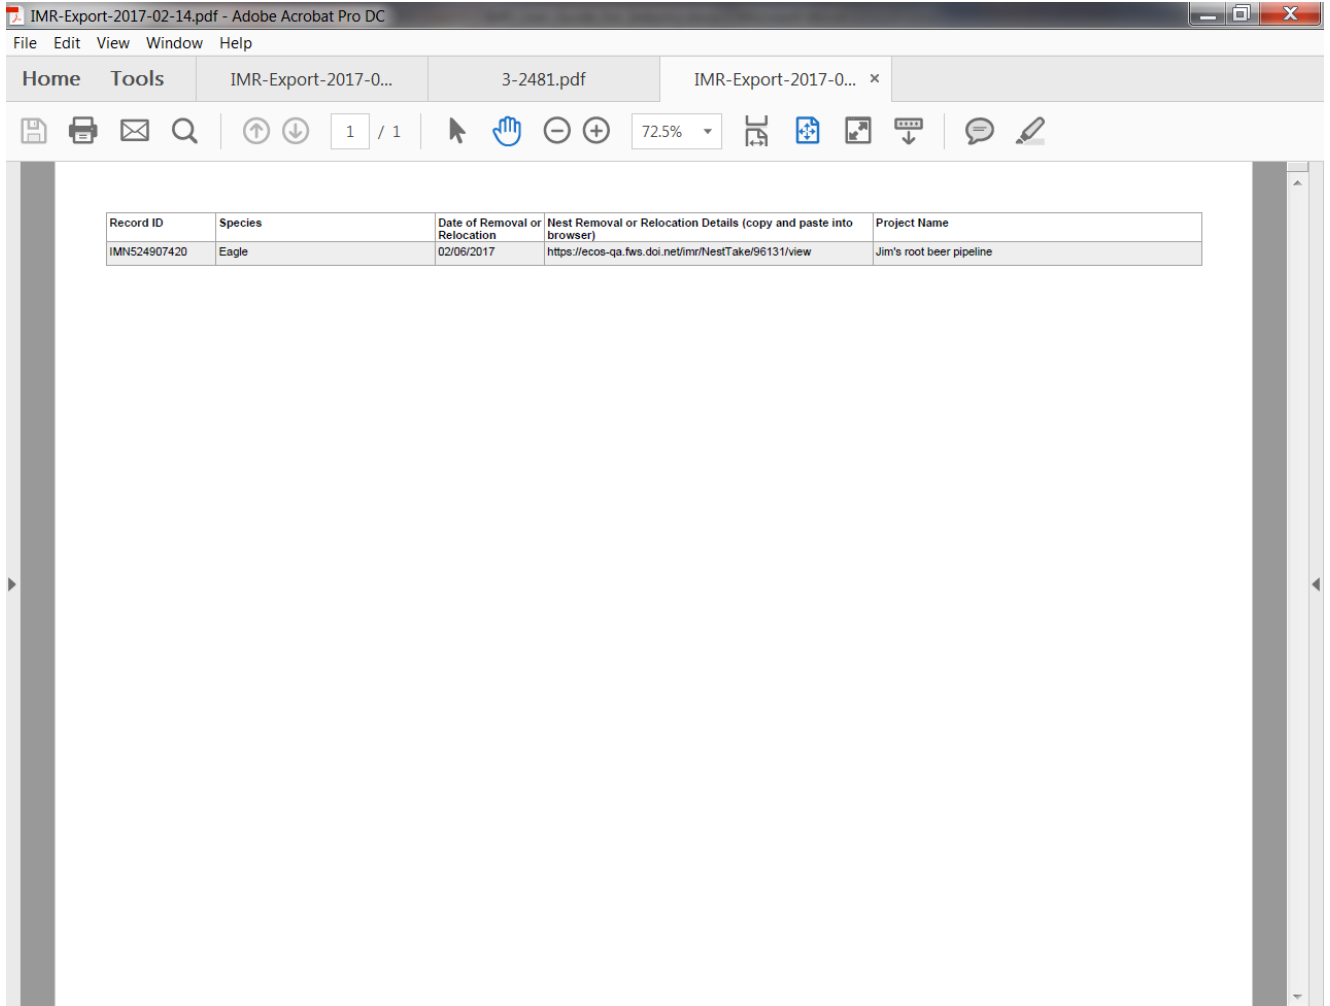 IMR-Export-2017-02-14.pdf - Adobe Acrobat Pro DC
File Edit View Window Help
Home Tools IMR-Export-2017-0... 3-2481.pdf IMR-Export-2017-0... ×
1 / 1 72.5%
Record ID Species Date of Removal or Relocation Nest Removal or Relocation Details (copy and paste into browser) Project Name
IMN524907420 Eagle 02/06/2017 https://ecos-qa.fws.doi.net/imr/NestTake/96131/view Jim's root beer pipeline